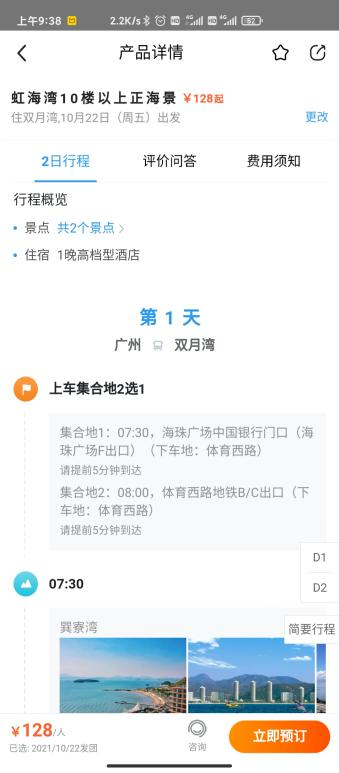 上午9:38 2.2K/s HD 4G HD 4G 62
产品详情
虹海湾10楼以上正海景 ¥128起
住双月湾,10月22日（周五）出发 更改
2日行程 评价问答 费用须知
行程概览
景点 共2个景点
住宿 1晚高档型酒店
第 1 天
广州 双月湾
上车集合地2选1
集合地1：07:30，海珠广场中国银行门口（海
珠广场F出口）（下车地：体育西路）
请提前5分钟到达
集合地2：08:00，体育西路地铁B/C出口（下
车地：体育西路）
请提前5分钟到达
D1
07:30
D2
巽寮湾
简要行程
¥128/人
已选: 2021/10/22发团
咨询
立即预订